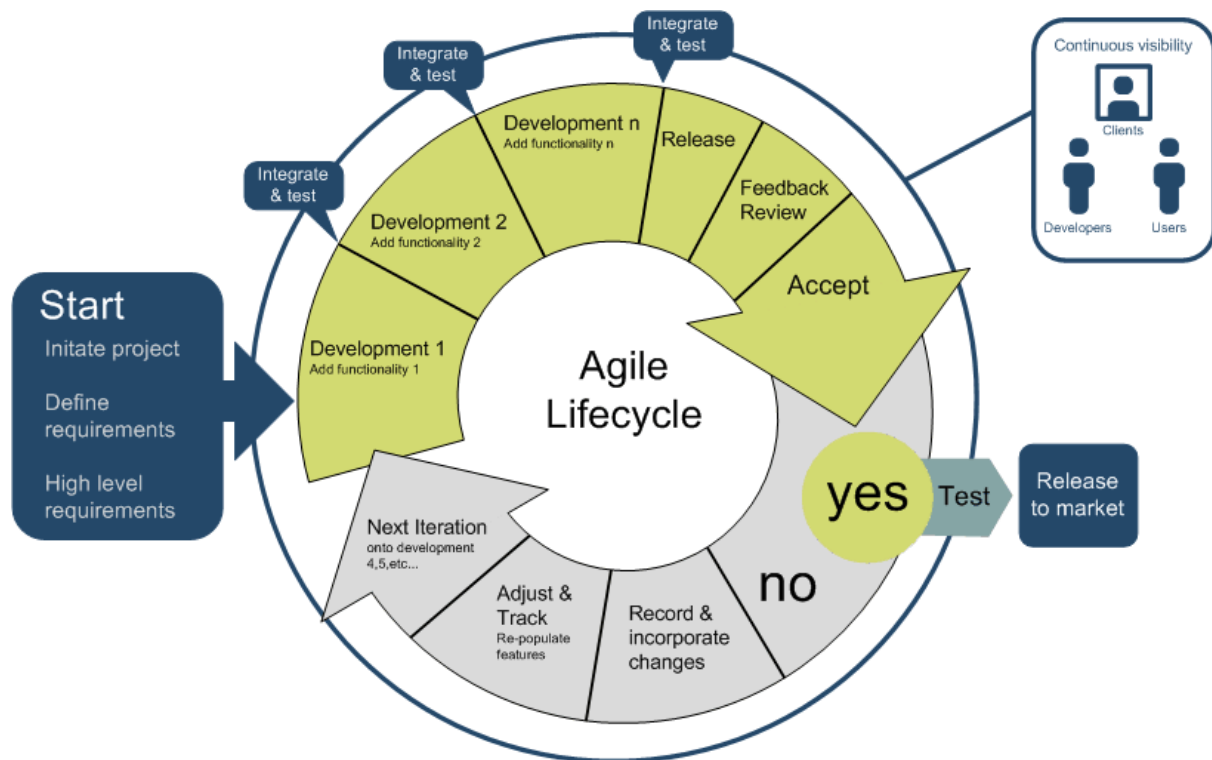 Start
Initate project
Define
requirements
High level
requirements
Integrate
& test
Integrate
& test
Integrate
& test
Development 1
Add functionality 1
Development 2
Add functionality 2
Development n
Add functionality n
Release
Feedback
Review
Accept
Agile
Lifecycle
yes
Test
Release
to market
no
Record &
incorporate
changes
Adjust &
Track
Re-populate
features
Next Iteration
onto development
4,5,etc...
Continuous visibility
Clients
Developers
Users